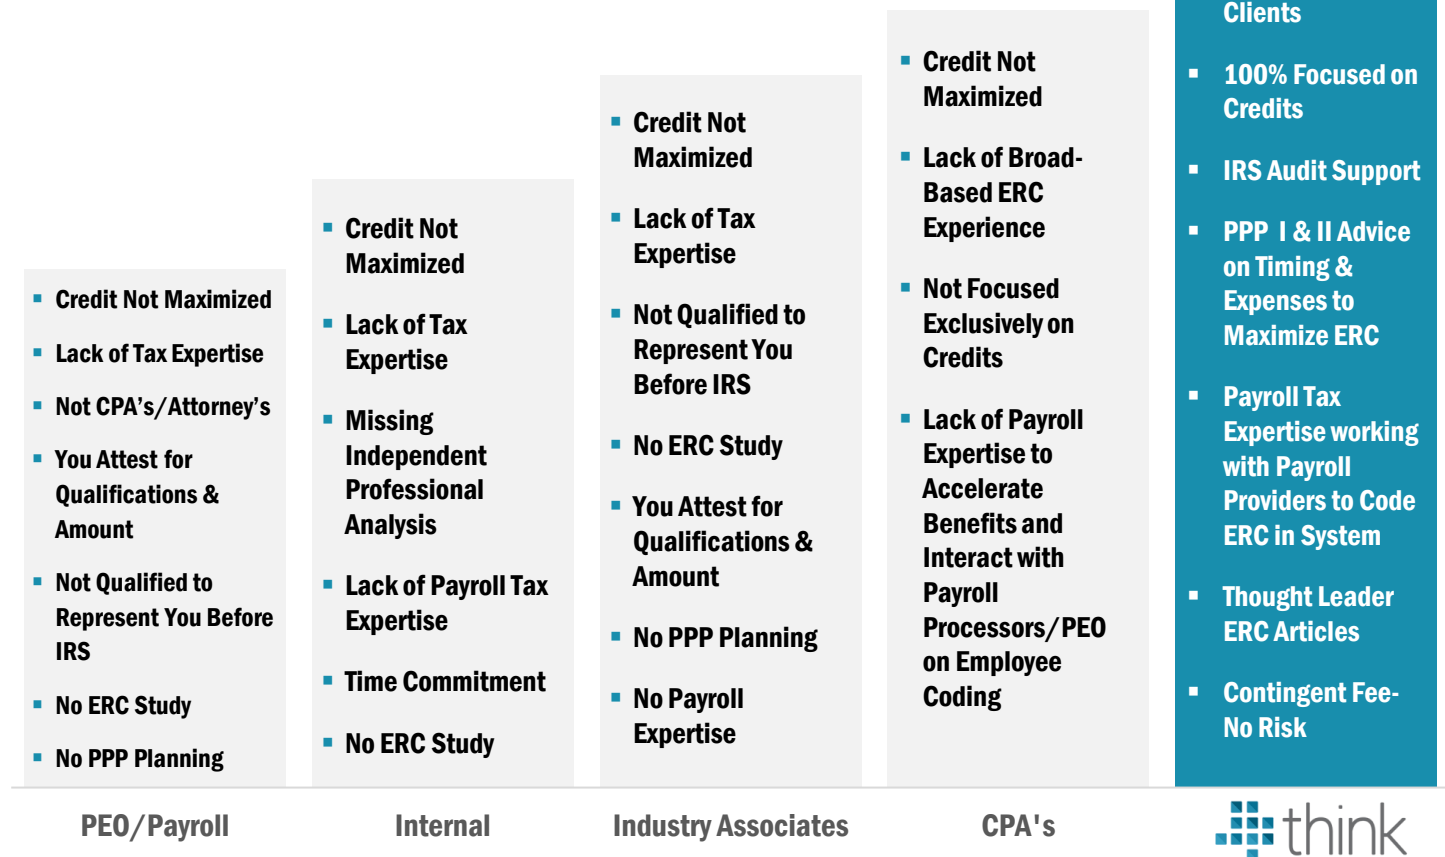 Credit Not Maximized
Lack of Tax Expertise
Not CPA's/Attorney's
You Attest for
Qualifications &
Amount
Not Qualified to
Represent You Before
IRS
No ERC Study
No PPP Planning
PEO/Payroll
Credit Not
Maximized
Lack of Tax
Expertise
Missing
Independent
Professional
Analysis
Lack of Payroll Tax
Expertise
Time Commitment
No ERC Study
Internal
Credit Not
Maximized
Lack of Tax
Expertise
Not Qualified to
Represent You
Before IRS
No ERC Study
You Attest for
Qualifications &
Amount
No PPP Planning
No Payroll
Expertise
Industry Associates
Credit Not
Maximized
Lack of Broad-
Based ERC
Experience
Not Focused
Exclusively on
Credits
Lack of Payroll
Expertise to
Accelerate
Benefits and
Interact with
Payroll
Processors/PEO
on Employee
Coding
CPA's
Clients
100% Focused on
Credits
IRS Audit Support
PPP I & II Advice
on Timing &
Expenses to
Maximize ERC
Payroll Tax
Expertise working
with Payroll
Providers to Code
ERC in System
Thought Leader
ERC Articles
Contingent Fee-
No Risk
think